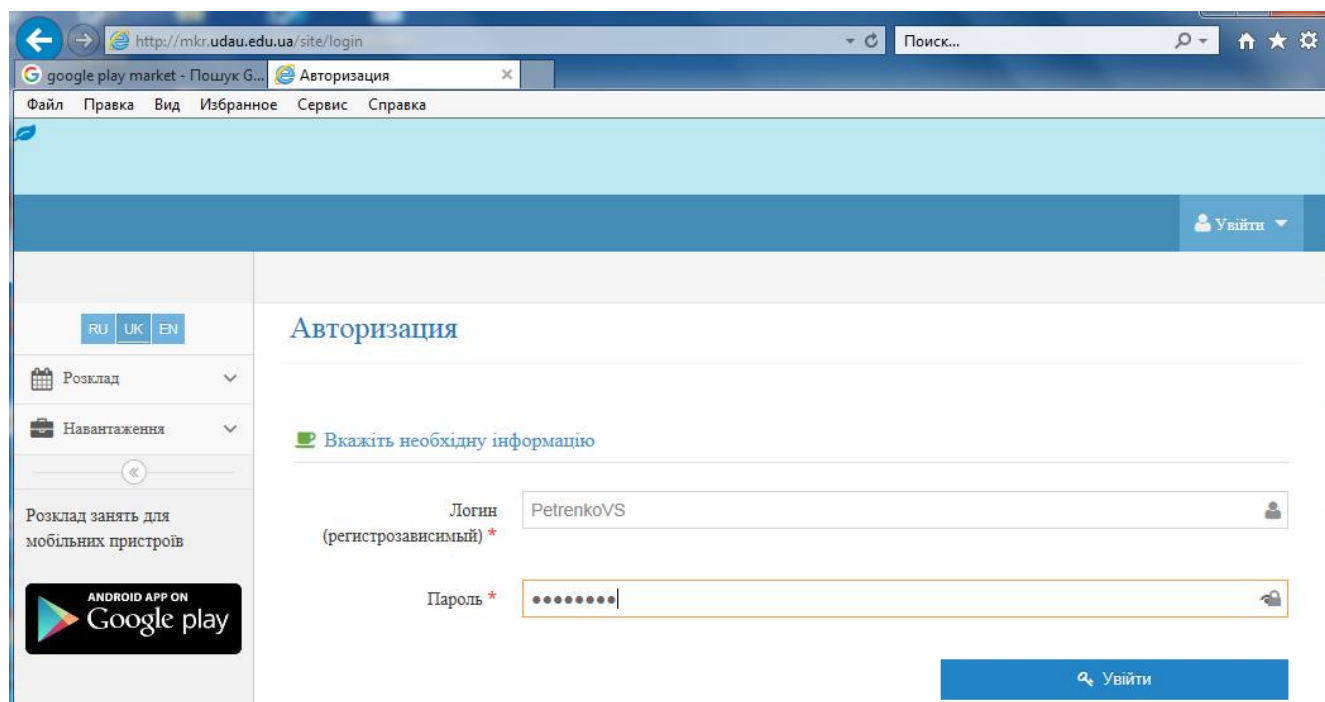 http://mkr.udau.edu.ua/site/login
Поиск...
google play market - Пошук G...
Авторизация
Файл Правка Вид Избранное Сервис Справка
Увійти
RU UK EN
Авторизация
Розклад
Навантаження
Вкажіть необхідну інформацію
Розклад занять для
мобільних пристроїв
Логин
(регистрозависимый) *
PetrenkoVS
Пароль *
••••••••
ANDROID APP ON
Google play
Увійти